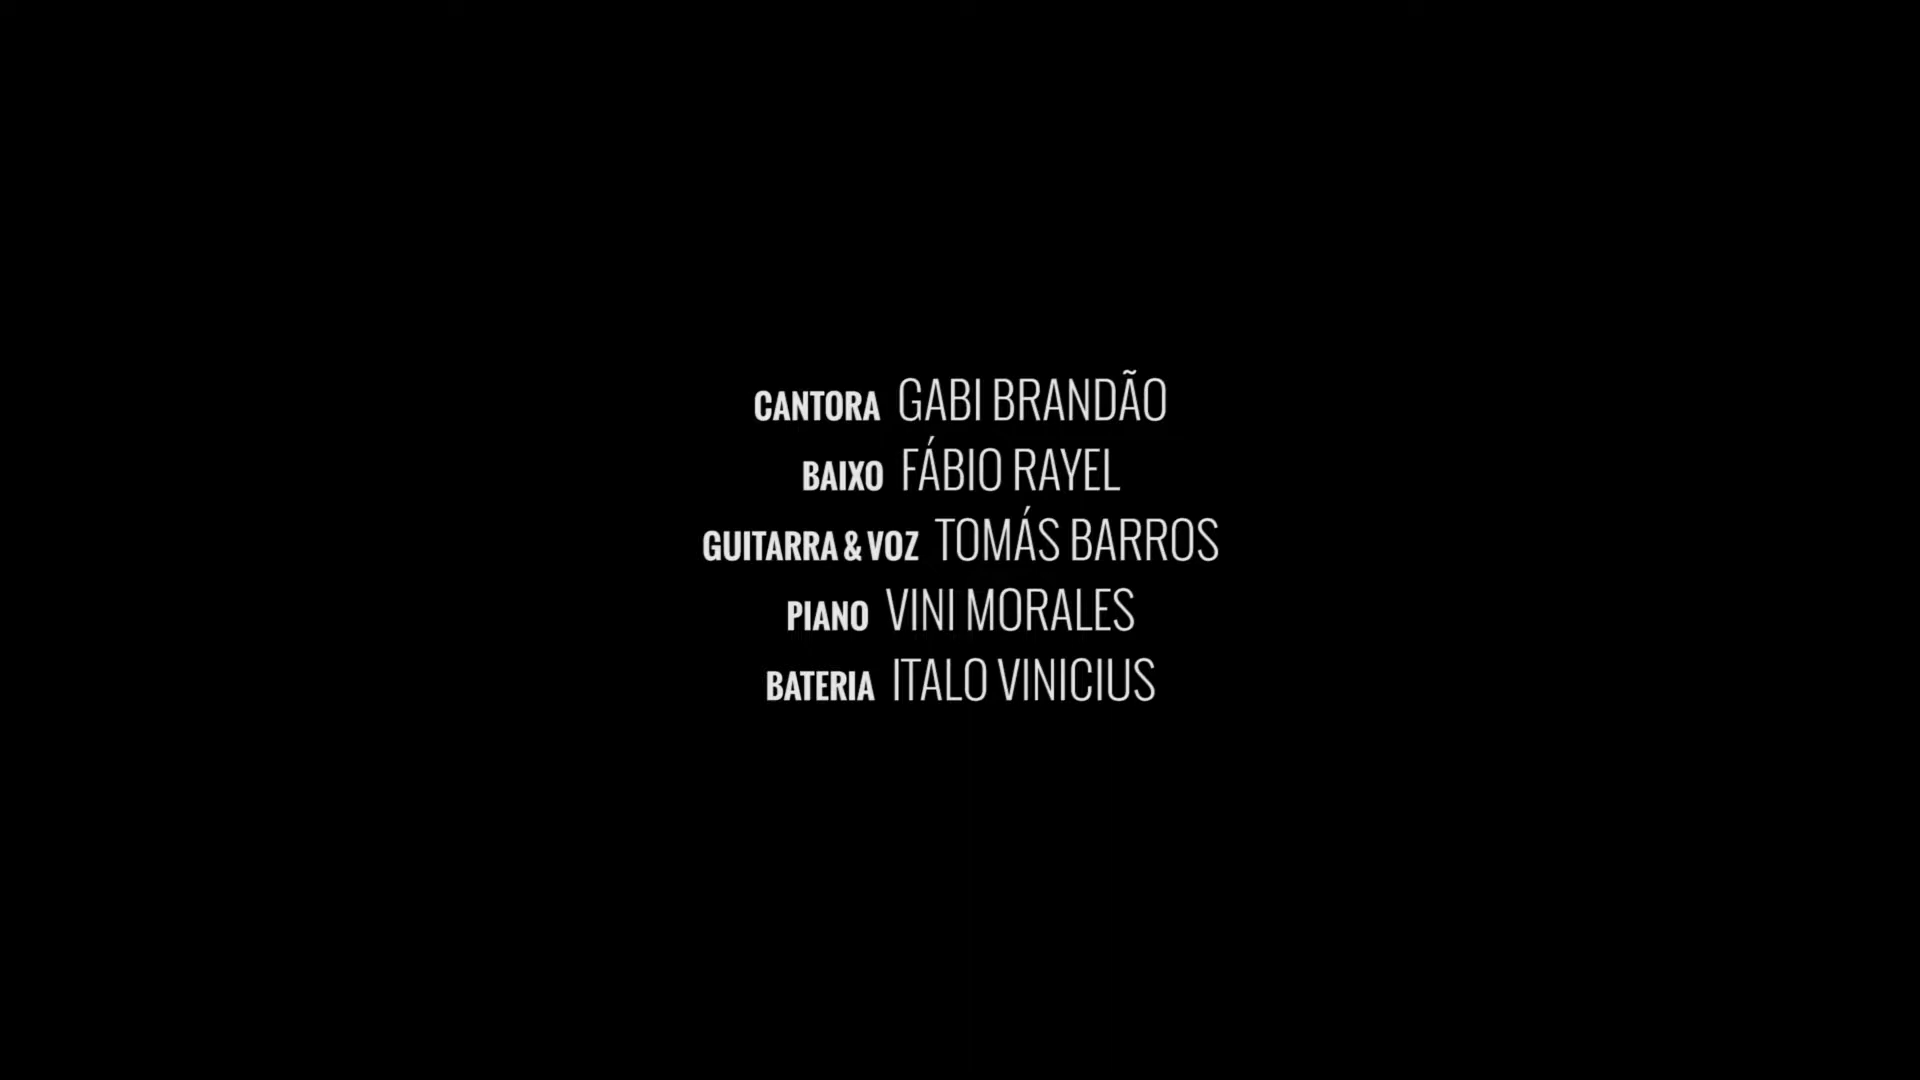 CANTORA GABI BRANDÃO
BAIXO FÁBIO RAYEL
GUITARRA & VOZ TOMÁS BARROS
PIANO VINI MORALES
BATERIA ITALO VINICIUS